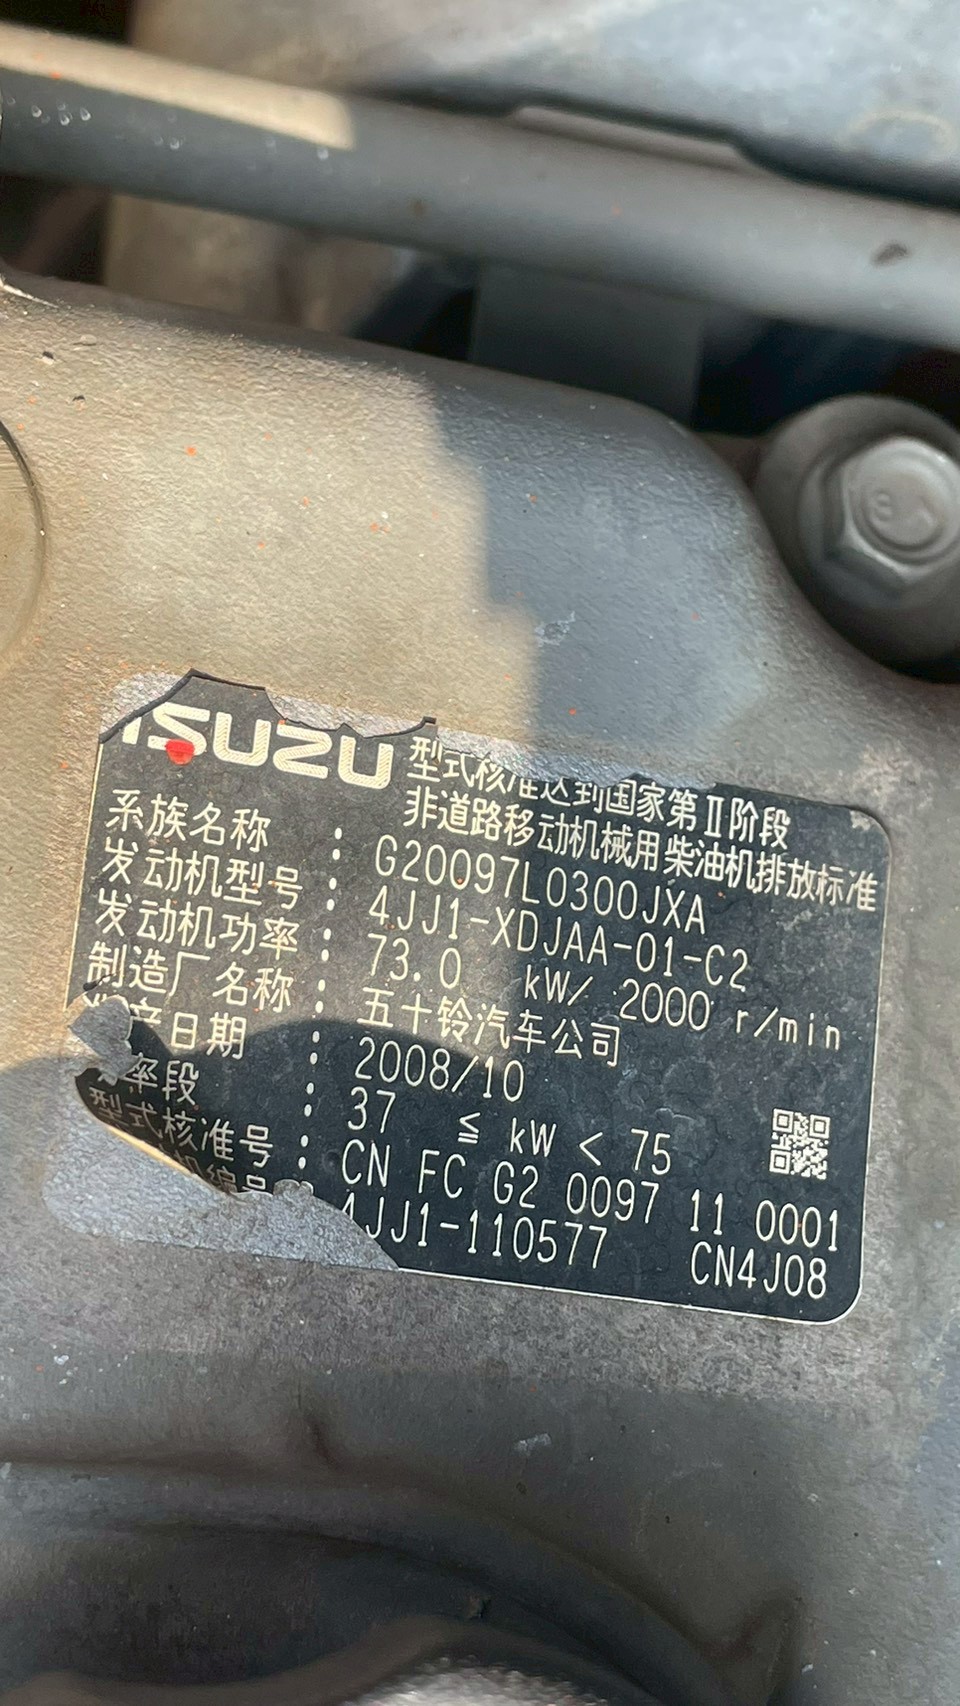 ISUZU
型式核准达到国家第Ⅱ阶段
非道路移动机械用柴油机排放标准
系族名称 : G20097L0300JXA
发动机型号 : 4JJ1-XDJAA-01-C2
发动机功率 : 73.0 kW/ 2000 r/min
制造厂名称 : 五十铃汽车公司
产日期 : 2008/10
率段 : 37 ≦ kW < 75
型式核准号 : CN FC G2 0097 11 0001
机编号 4JJ1-110577 CN4J08